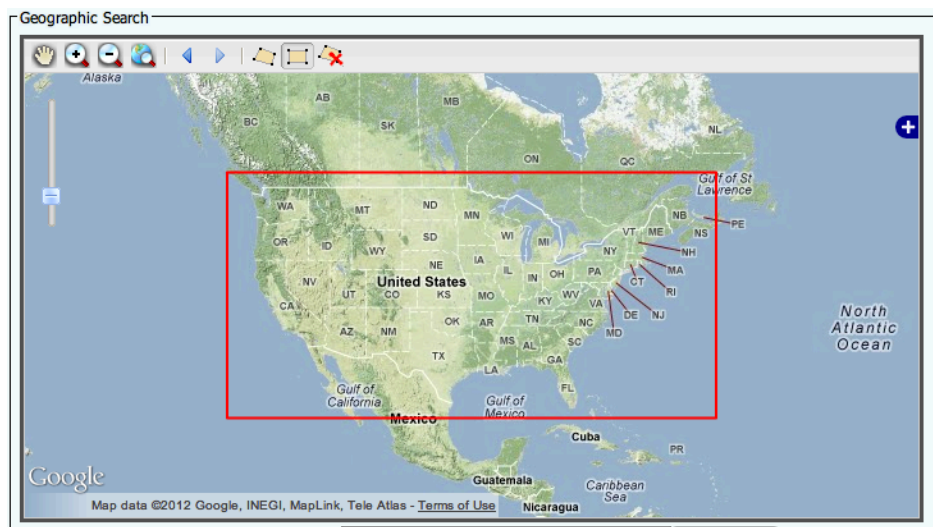 Geographic Search
Alaska
AB
MB
BC
SK
NL
ON
QC
Gulf of St
Lawrence
WA
MT
ND
MN
NB
PE
VT
ME
NS
OR
ID
SD
WI
MI
NY
NH
WY
NE
IA
PA
MA
NV
United States
IL
IN
OH
CT
RI
UT
CO
KS
MO
WV
KY
VA
CA
DE
NJ
North
Atlantic
Ocean
AZ
NM
OK
AR
TN
NC
MD
MS
AL
SC
TX
GA
LA
FL
Gulf of
California
Gulf of
Mexico
Mexico
Cuba
PR
Google
Guatemala
Caribbean
Sea
Map data ©2012 Google, INEGI, MapLink, Tele Atlas - Terms of Use
Nicaragua